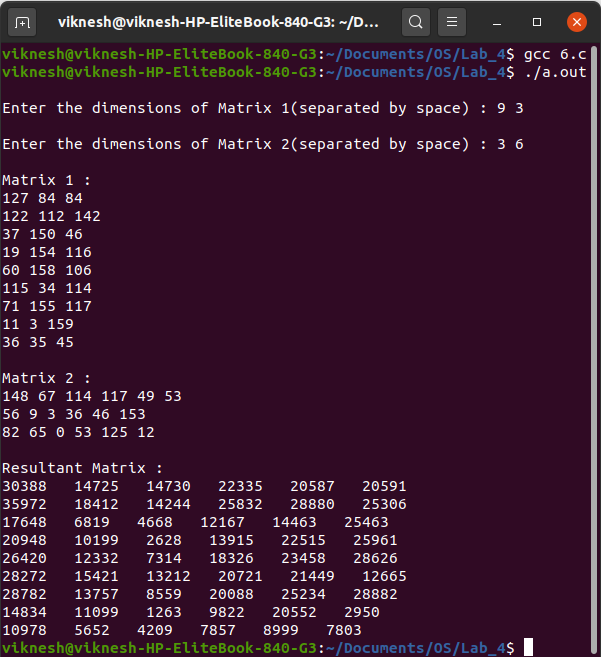 viknesh@viknesh-HP-EliteBook-840-G3: ~/D...
viknesh@viknesh-HP-EliteBook-840-G3:~/Documents/OS/Lab_4$ gcc 6.c
viknesh@viknesh-HP-EliteBook-840-G3:~/Documents/OS/Lab_4$ ./a.out
Enter the dimensions of Matrix 1(separated by space) : 9 3
Enter the dimensions of Matrix 2(separated by space) : 3 6
Matrix 1 :
127 84 84
122 112 142
37 150 46
19 154 116
60 158 106
115 34 114
71 155 117
11 3 159
36 35 45
Matrix 2 :
148 67 114 117 49 53
56 9 3 36 46 153
82 65 0 53 125 12
Resultant Matrix :
30388   14725   14730   22335   20587   20591
35972   18412   14244   25832   28880   25306
17648   6819   4668   12167   14463   25463
20948   10199   2628   13915   22515   25961
26420   12332   7314   18326   23458   28626
28272   15421   13212   20721   21449   12665
28782   13757   8559   20088   25234   28882
14834   11099   1263   9822   20552   2950
10978   5652   4209   7857   8999   7803
viknesh@viknesh-HP-EliteBook-840-G3:~/Documents/OS/Lab_4$